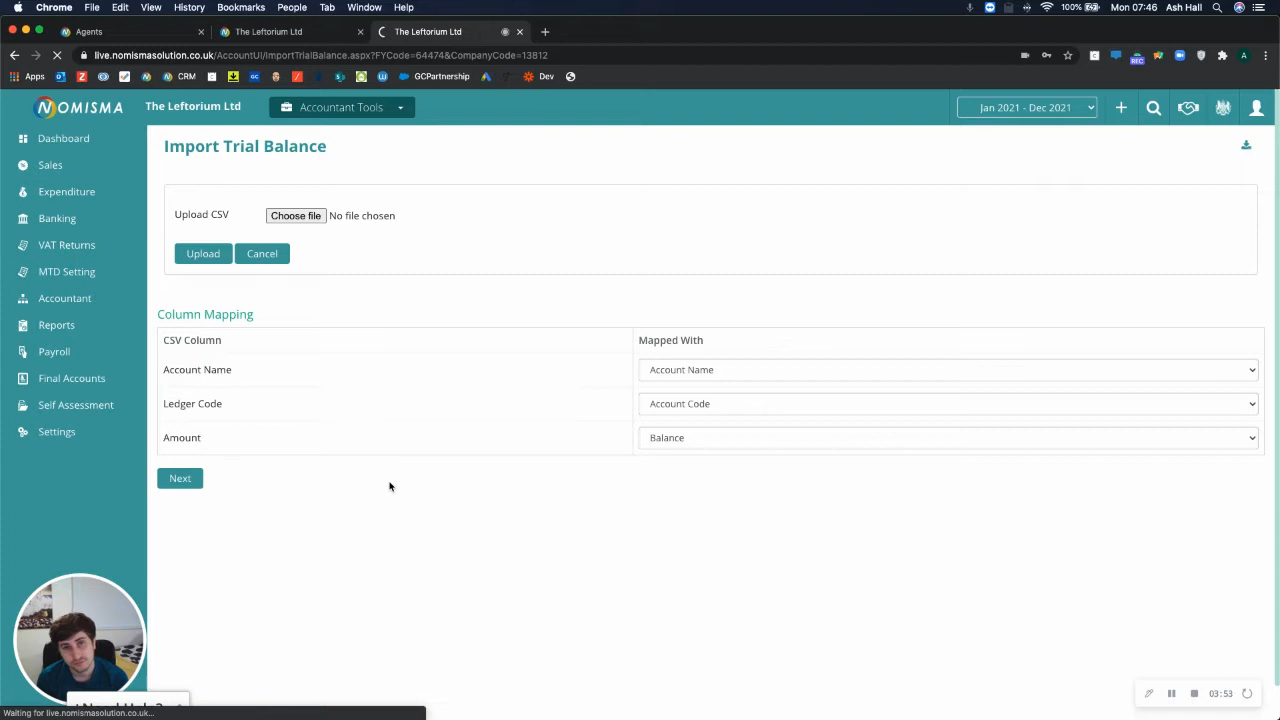 Chrome File Edit View History Bookmarks People Tab Window Help 100% Mon 07:46 Ash Hall
Agents The Leftorium Ltd The Leftorium Ltd
live.nomismasolution.co.uk/AccountUI/ImportTrialBalance.aspx?FYCode=64474&CompanyCode=13812
Apps CRM GCPartnership Dev
NOMISMA The Leftorium Ltd Accountant Tools Jan 2021 - Dec 2021
Dashboard
Sales
Expenditure
Banking
VAT Returns
MTD Setting
Accountant
Reports
Payroll
Final Accounts
Self Assessment
Settings
Import Trial Balance
Upload CSV Choose file No file chosen
Upload Cancel
Column Mapping
CSV Column Mapped With
Account Name Account Name
Ledger Code Account Code
Amount Balance
Next
03:53
Waiting for live.nomismasolution.co.uk...